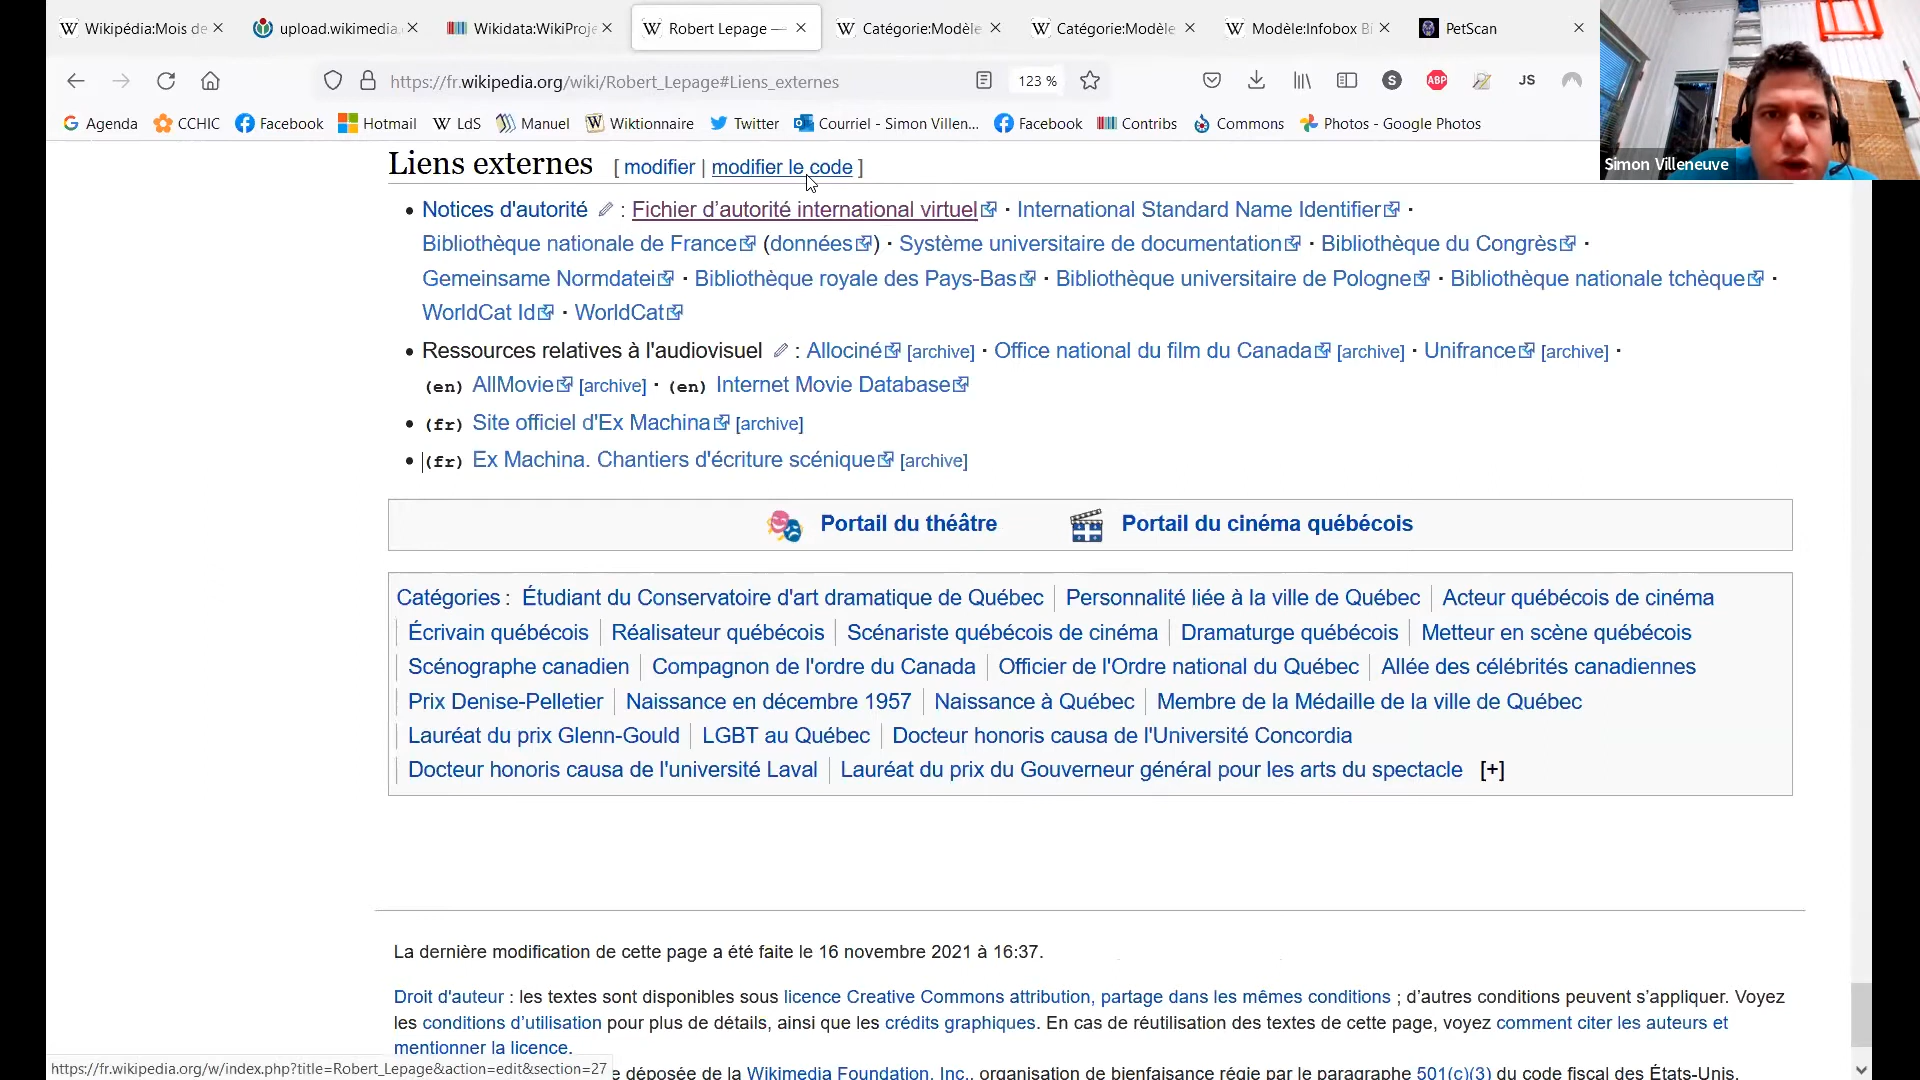 Wikipédia:Mois de
upload.wikimedia.
Wikidata:WikiProje
Robert Lepage —
Catégorie:Modèle
Catégorie:Modèle
Modèle:Infobox Bi
PetScan
https://fr.wikipedia.org/wiki/Robert_Lepage#Liens_externes
123 %
S
ABP
JS
Agenda
CCHIC
Facebook
Hotmail
LdS
Manuel
Wiktionnaire
Twitter
Courriel - Simon Villen...
Facebook
Contribs
Commons
Photos - Google Photos
Simon Villeneuve
Liens externes [ modifier | modifier le code ]
Notices d'autorité : Fichier d’autorité international virtuel · International Standard Name Identifier ·
Bibliothèque nationale de France (données) · Système universitaire de documentation · Bibliothèque du Congrès ·
Gemeinsame Normdatei · Bibliothèque royale des Pays-Bas · Bibliothèque universitaire de Pologne · Bibliothèque nationale tchèque ·
WorldCat Id · WorldCat
Ressources relatives à l'audiovisuel : Allociné [archive] · Office national du film du Canada [archive] · Unifrance [archive] ·
(en) AllMovie [archive] · (en) Internet Movie Database
(fr) Site officiel d'Ex Machina [archive]
(fr) Ex Machina. Chantiers d'écriture scénique [archive]
Portail du théâtre Portail du cinéma québécois
Catégories : Étudiant du Conservatoire d'art dramatique de Québec | Personnalité liée à la ville de Québec | Acteur québécois de cinéma
| Écrivain québécois | Réalisateur québécois | Scénariste québécois de cinéma | Dramaturge québécois | Metteur en scène québécois
| Scénographe canadien | Compagnon de l'ordre du Canada | Officier de l'Ordre national du Québec | Allée des célébrités canadiennes
| Prix Denise-Pelletier | Naissance en décembre 1957 | Naissance à Québec | Membre de la Médaille de la ville de Québec
| Lauréat du prix Glenn-Gould | LGBT au Québec | Docteur honoris causa de l'Université Concordia
| Docteur honoris causa de l'université Laval | Lauréat du prix du Gouverneur général pour les arts du spectacle [+]
La dernière modification de cette page a été faite le 16 novembre 2021 à 16:37.
Droit d'auteur : les textes sont disponibles sous licence Creative Commons attribution, partage dans les mêmes conditions ; d’autres conditions peuvent s’appliquer. Voyez
les conditions d’utilisation pour plus de détails, ainsi que les crédits graphiques. En cas de réutilisation des textes de cette page, voyez comment citer les auteurs et
mentionner la licence.
https://fr.wikipedia.org/w/index.php?title=Robert_Lepage&action=edit&section=27
e déposée de la Wikimedia Foundation, Inc., organisation de bienfaisance régie par le paragraphe 501(c)(3) du code fiscal des États-Unis.